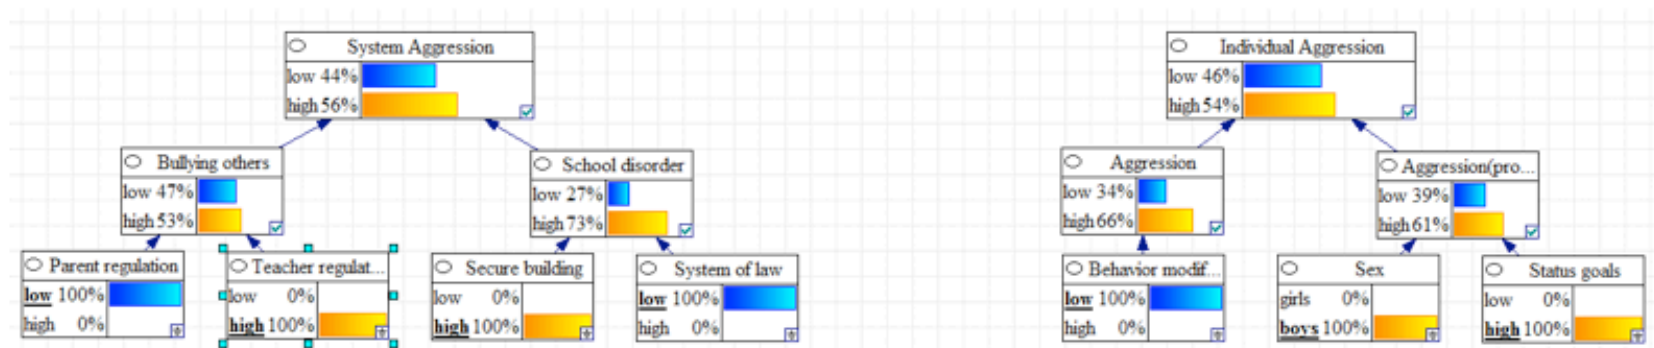 System Aggression
low 44%
high 56%
Individual Aggression
low 46%
high 54%
Bullying others
low 47%
high 53%
School disorder
low 27%
high 73%
Aggression
low 34%
high 66%
Aggression(pro...
low 39%
high 61%
Parent regulation
low 100%
high 0%
Teacher regulat...
low 0%
high 100%
Secure building
low 0%
high 100%
System of law
low 100%
high 0%
Behavior modif...
low 100%
high 0%
Sex
girls 0%
boys 100%
Status goals
low 0%
high 100%